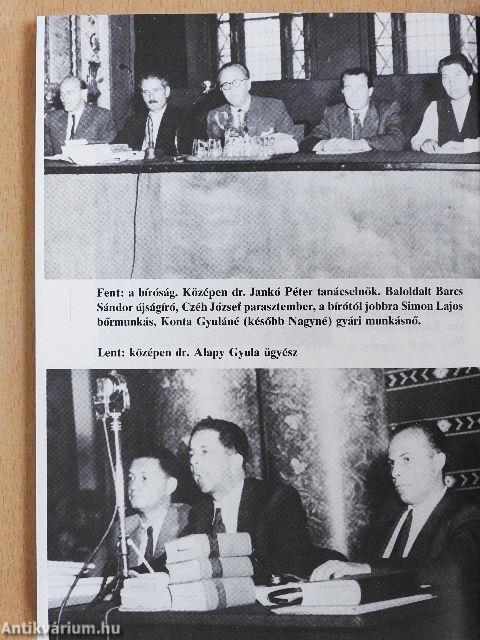 Fent: a bíróság. Középen dr. Jankó Péter tanácselnök. Baloldalt Barcs
Sándor újságíró, Czéh József parasztember, a bírótól jobbra Simon Lajos
bőrmunkás, Konta Gyuláné (később Nagyné) gyári munkásnő.
Lent: középen dr. Alapy Gyula ügyész
Antikvárium.hu